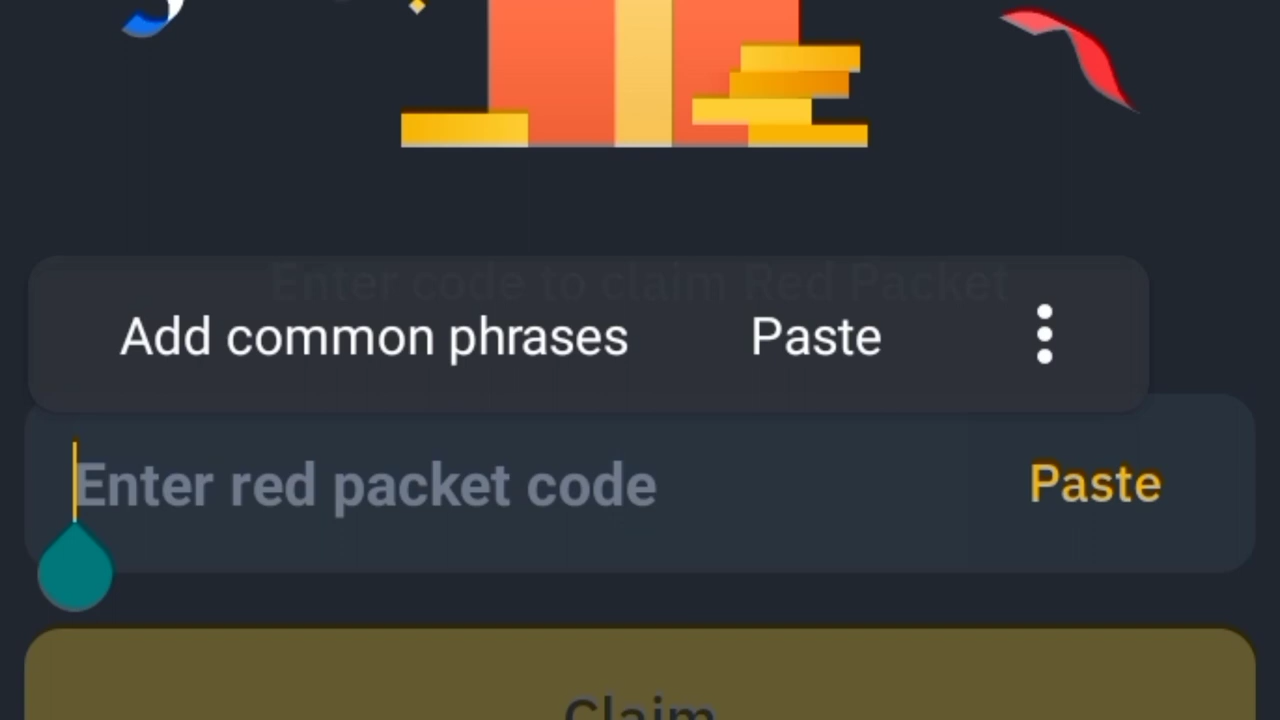 Enter code to claim Red Packet
Add common phrases Paste
Enter red packet code Paste
Claim